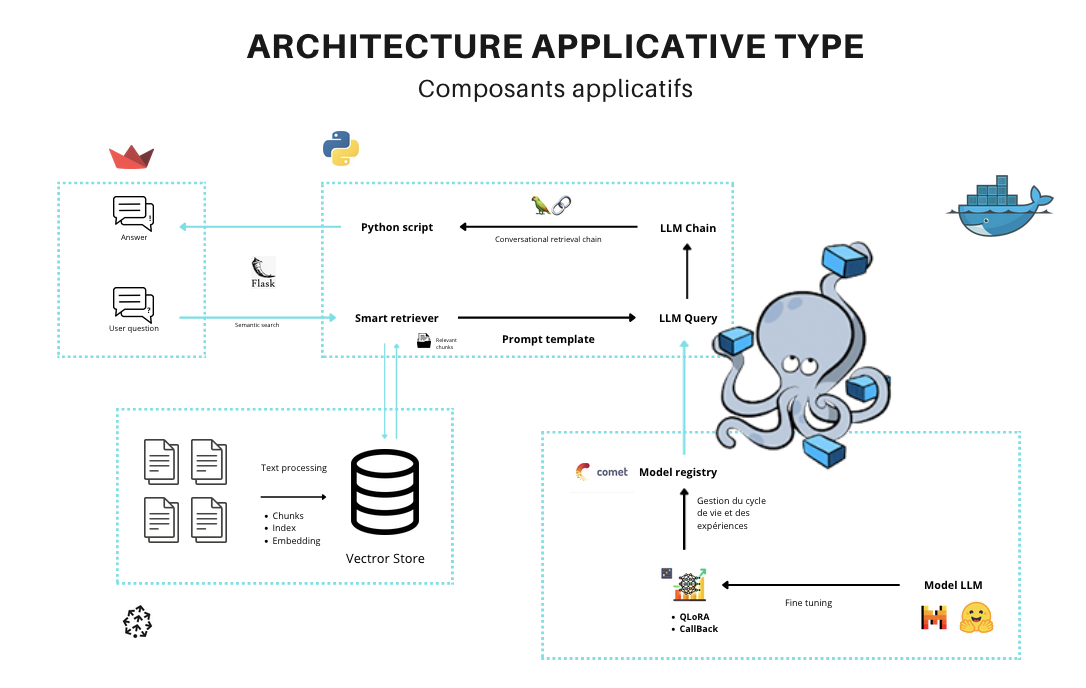 ARCHITECTURE APPLICATIVE TYPE
Composants applicatifs
Answer
Python script
Conversational retrieval chain
LLM Chain
Flask
User question
Semantic search
Smart retriever
Relevant
chunks
Prompt template
LLM Query
Text processing
Chunks
Index
Embedding
Vectror Store
comet
Model registry
Gestion du cycle
de vie et des
expériences
Model LLM
Fine tuning
QLoRA
CallBack